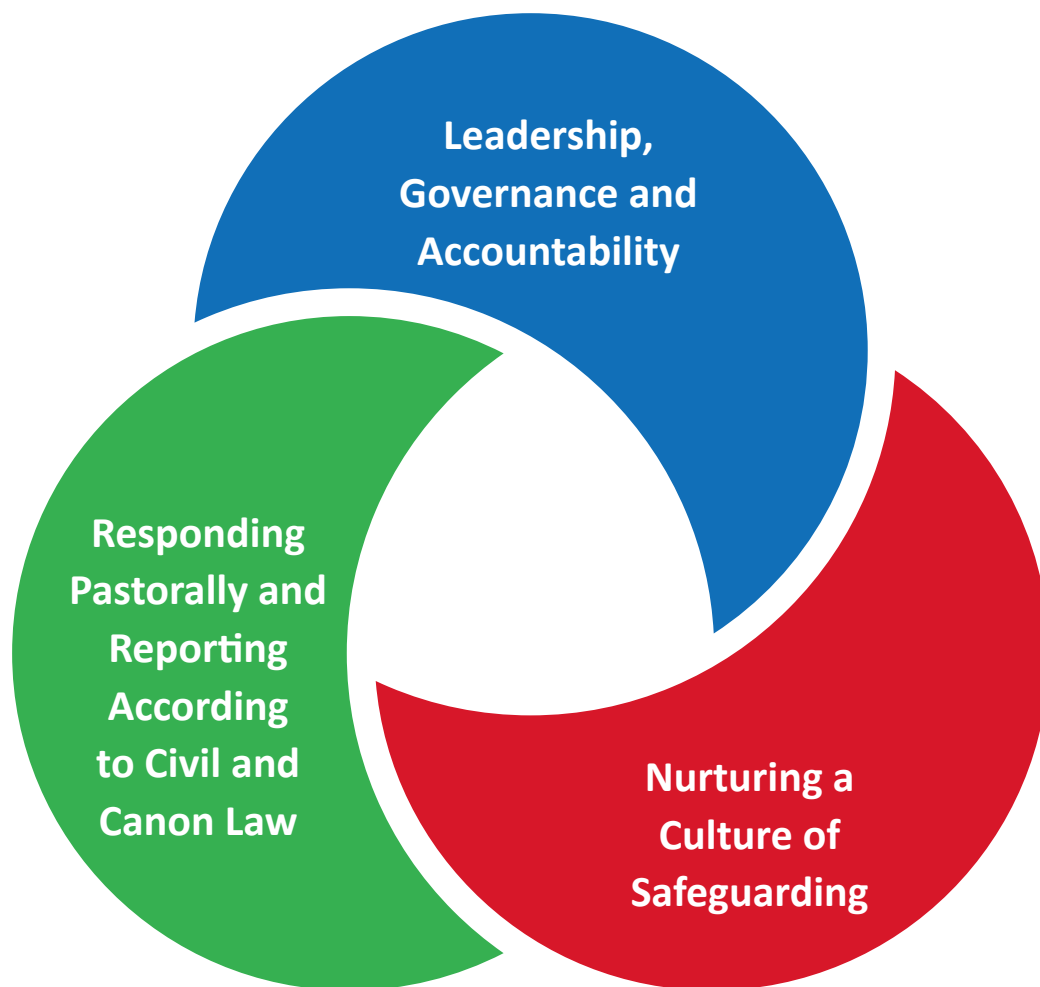 Leadership,
Governance and
Accountability
Responding
Pastorally and
Reporting
According
to Civil and
Canon Law
Nurturing a
Culture of
Safeguarding